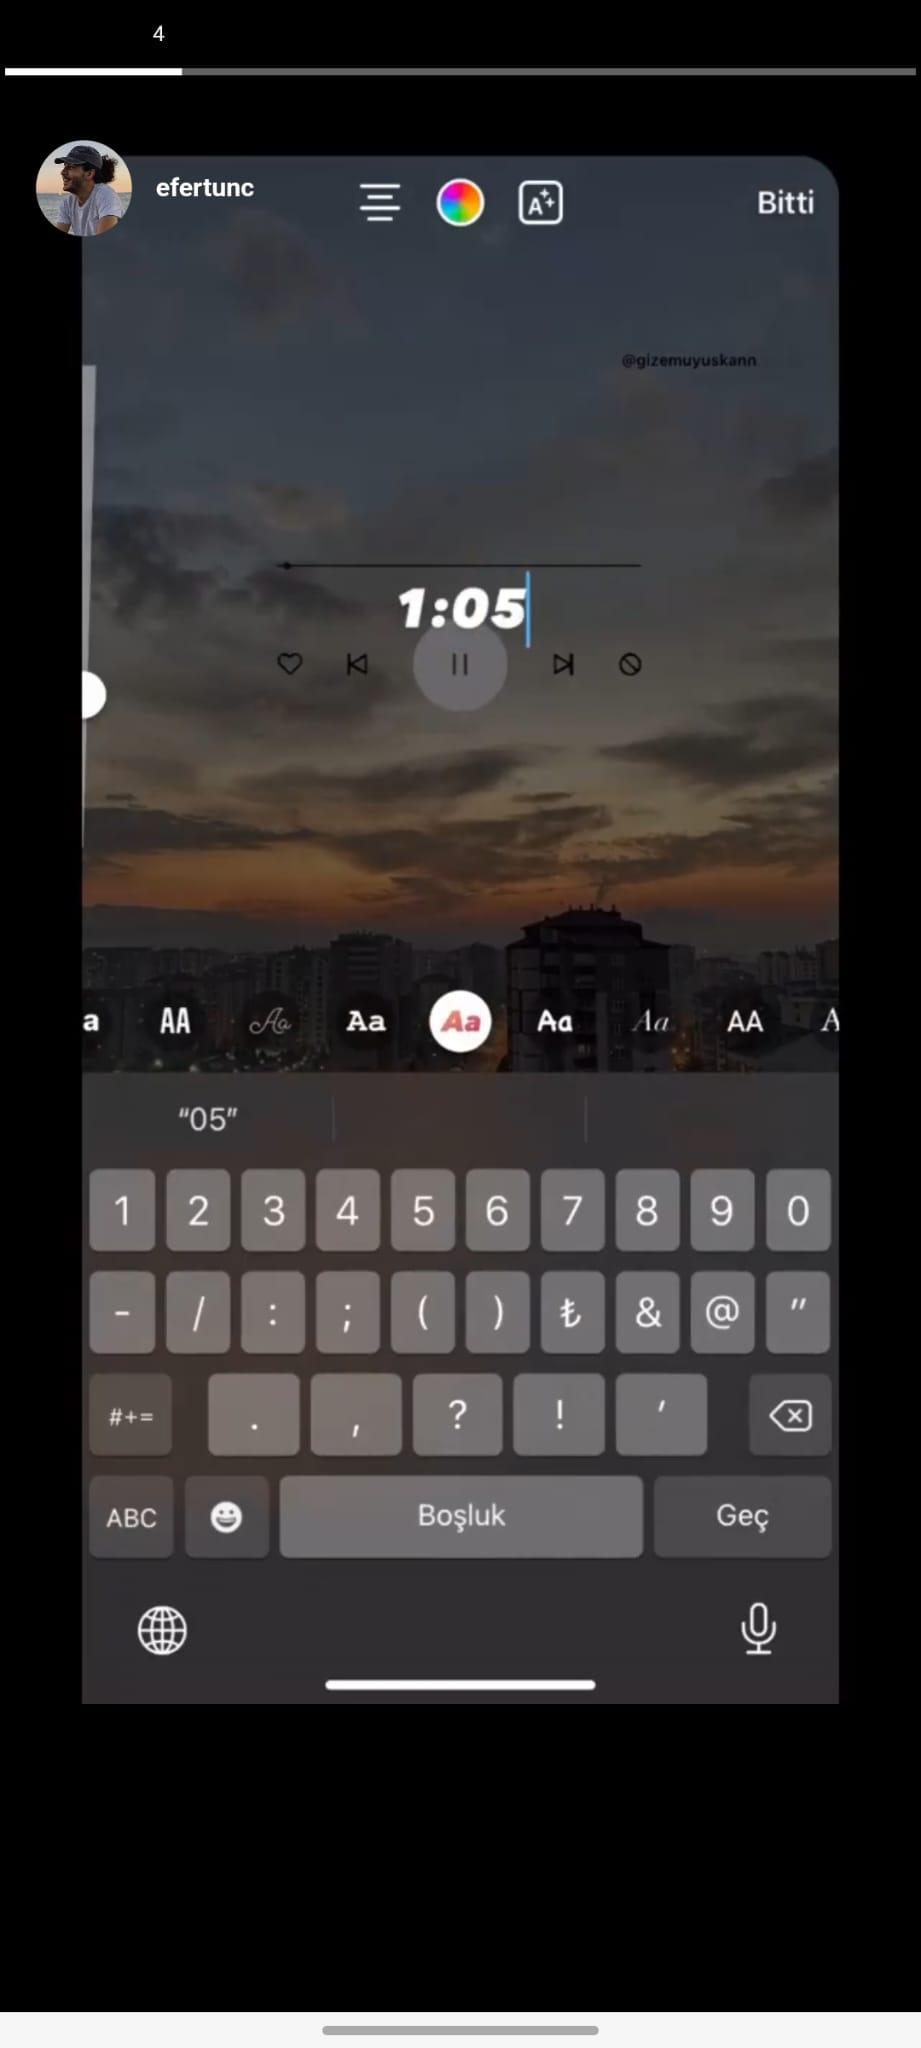 4
efertunc
Bitti
@gizemuyuskann
1:05
a AA Aa Aa Aa Aa Aa AA A
“05”
1 2 3 4 5 6 7 8 9 0
- / : ; ( ) ₺ & @ "
#+= . , ? ! '
ABC Boşluk Geç